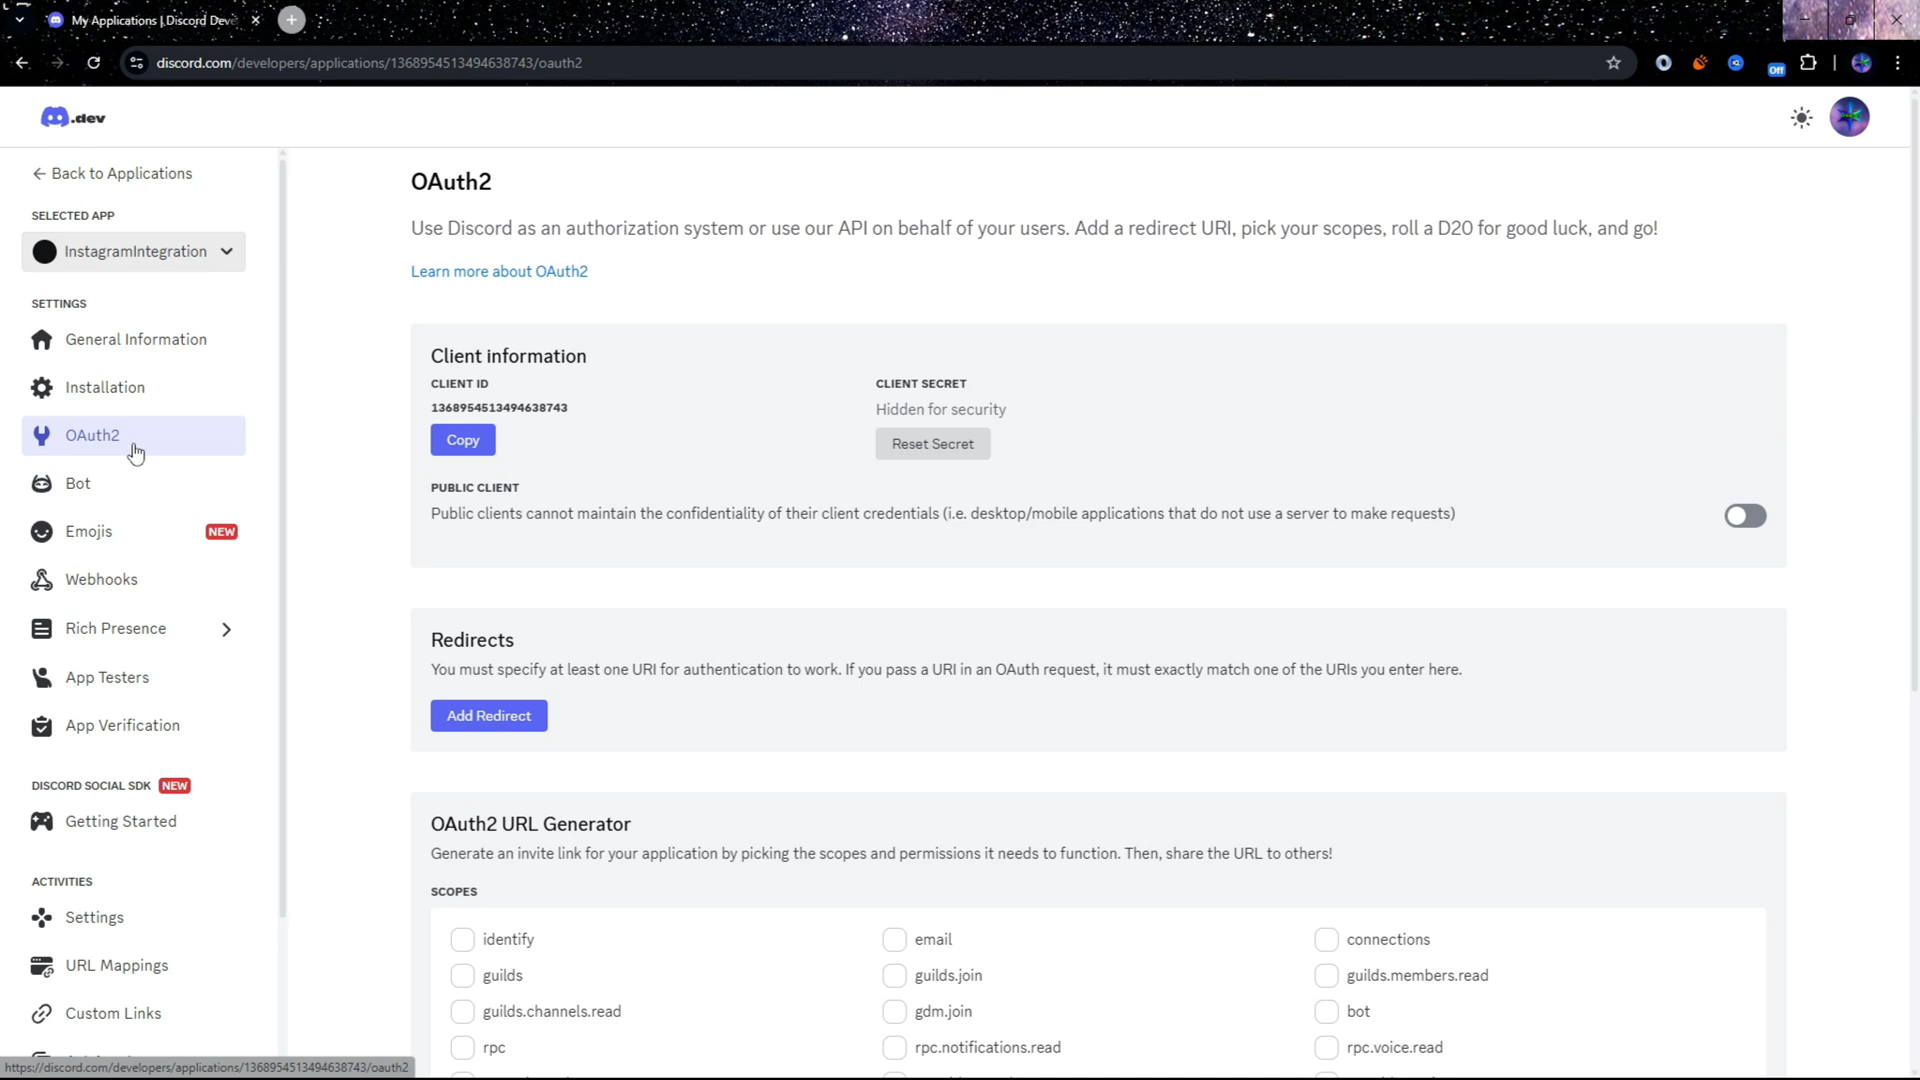 My Applications | Discord Deve
discord.com/developers/applications/1368954513494638743/oauth2
Off
.dev
← Back to Applications
SELECTED APP
InstagramIntegration
SETTINGS
General Information
Installation
OAuth2
Bot
Emojis NEW
Webhooks
Rich Presence
App Testers
App Verification
DISCORD SOCIAL SDK NEW
Getting Started
ACTIVITIES
Settings
URL Mappings
Custom Links
https://discord.com/developers/applications/1368954513494638743/oauth2
OAuth2
Use Discord as an authorization system or use our API on behalf of your users. Add a redirect URI, pick your scopes, roll a D20 for good luck, and go!
Learn more about OAuth2
Client information
CLIENT ID
1368954513494638743
Copy
CLIENT SECRET
Hidden for security
Reset Secret
PUBLIC CLIENT
Public clients cannot maintain the confidentiality of their client credentials (i.e. desktop/mobile applications that do not use a server to make requests)
Redirects
You must specify at least one URI for authentication to work. If you pass a URI in an OAuth request, it must exactly match one of the URIs you enter here.
Add Redirect
OAuth2 URL Generator
Generate an invite link for your application by picking the scopes and permissions it needs to function. Then, share the URL to others!
SCOPES
identify email connections
guilds guilds.join guilds.members.read
guilds.channels.read gdm.join bot
rpc rpc.notifications.read rpc.voice.read